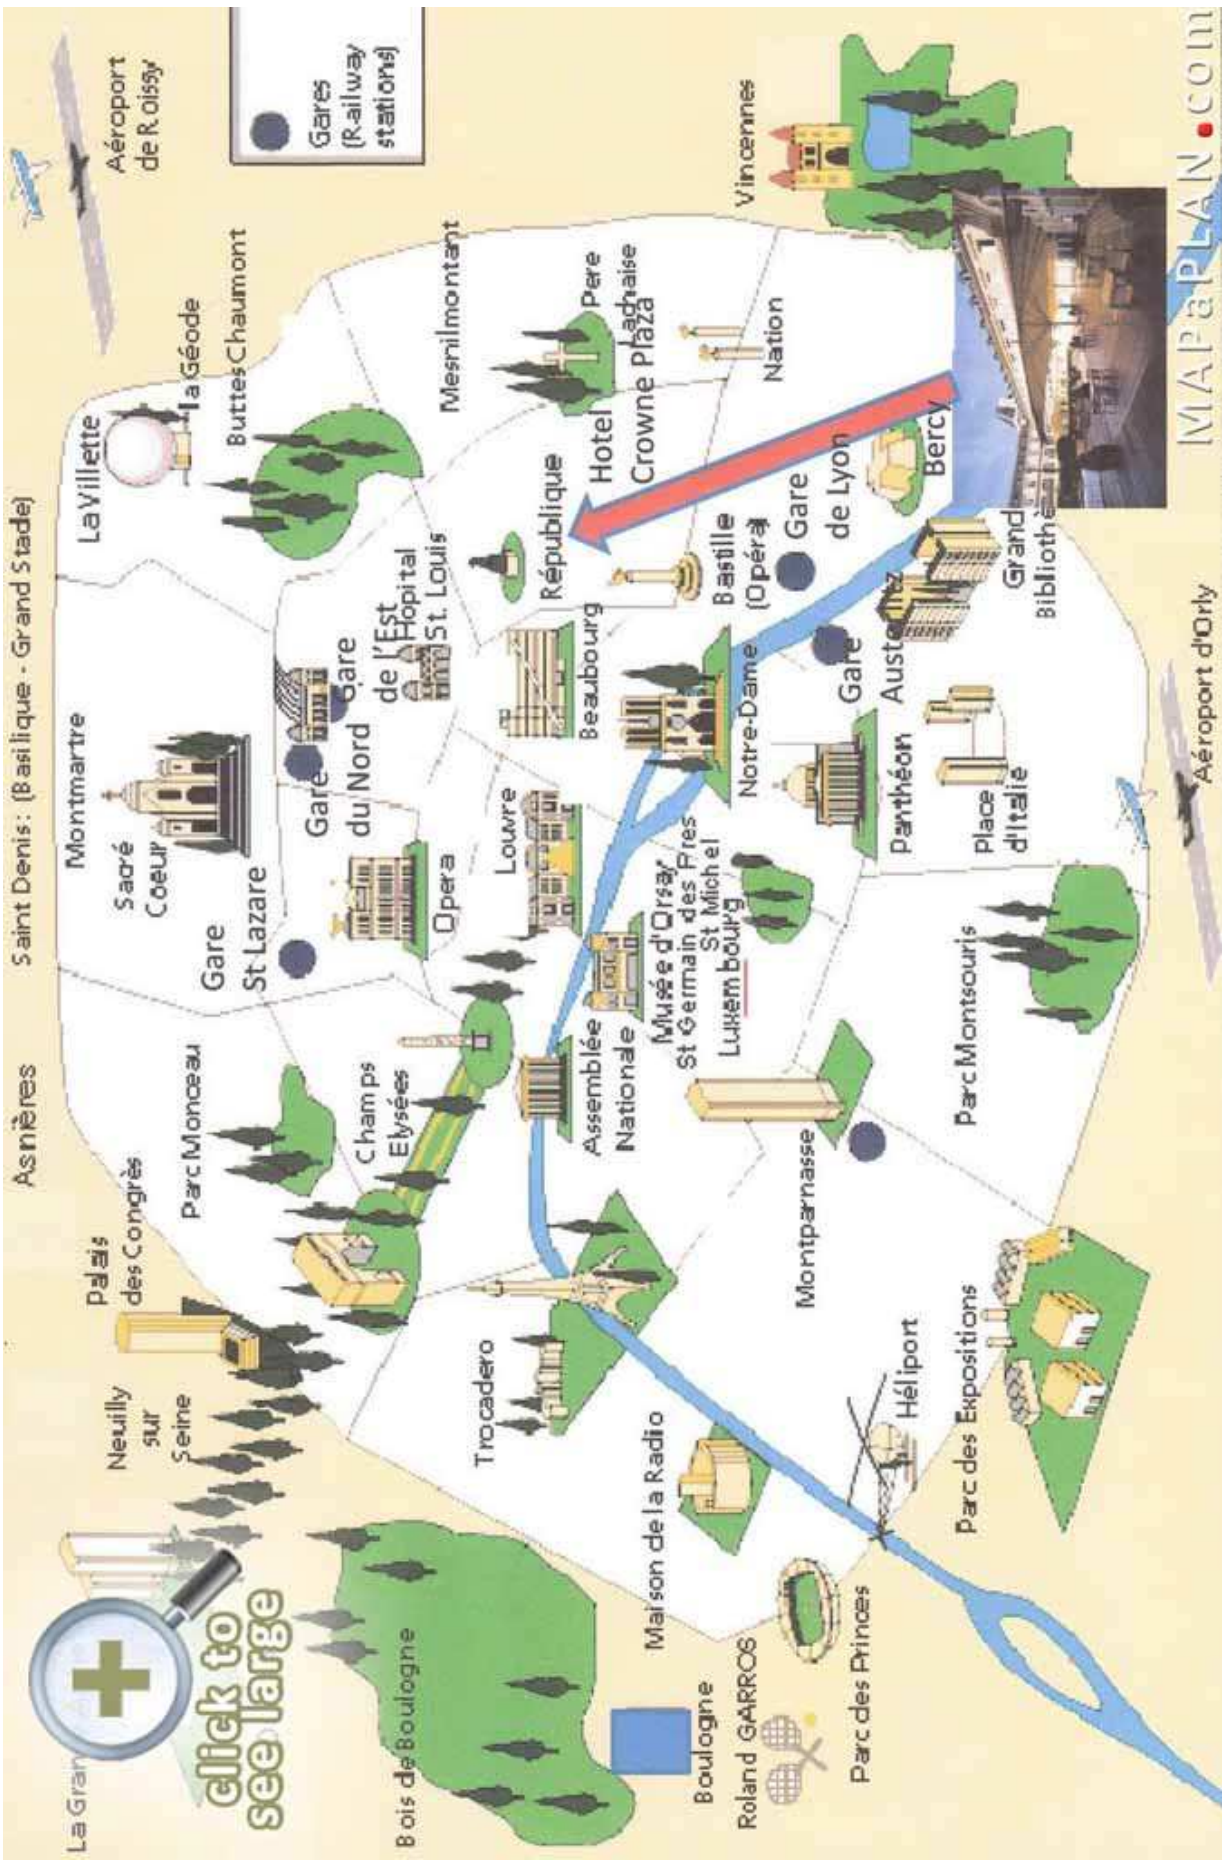 Saint Denis: (Basilique - Grand Stade)
Asnières
Aéroport
de Roissy
Gares
(Railway
stations)
La Villette
la Géode
Buttes Chaumont
Montmartre
Sacré
Coeur
Gare
St Lazare
Gare
du Nord
Gare
de l'Est
Hopital
St. Louis
Mesnilmontant
Palais
des Congrès
Parc Monceau
Neuilly
sur
Seine
La Gran
click to
see large
Champs
Elysées
Opera
Louvre
Beaubourg
République
Hotel
Crowne Plaza
Pere
Lachaise
Nation
Vincennes
Bois de Boulogne
Trocadero
Assemblée
Nationale
Musée d'Orsay
St Germain des Pres
St Michel
Luxembourg
Notre-Dame
Bastille
(Opéra)
Gare
de Lyon
Bercy
Maison de la Radio
Montparnasse
Panthéon
Gare
Austerlitz
Grand
Bibliothè
Place
d'Italie
Boulogne
Roland GARROS
Parc des Princes
Héliport
Parc des Expositions
Parc Montsouris
Aéroport d'Orly
MAPaPLAN.com